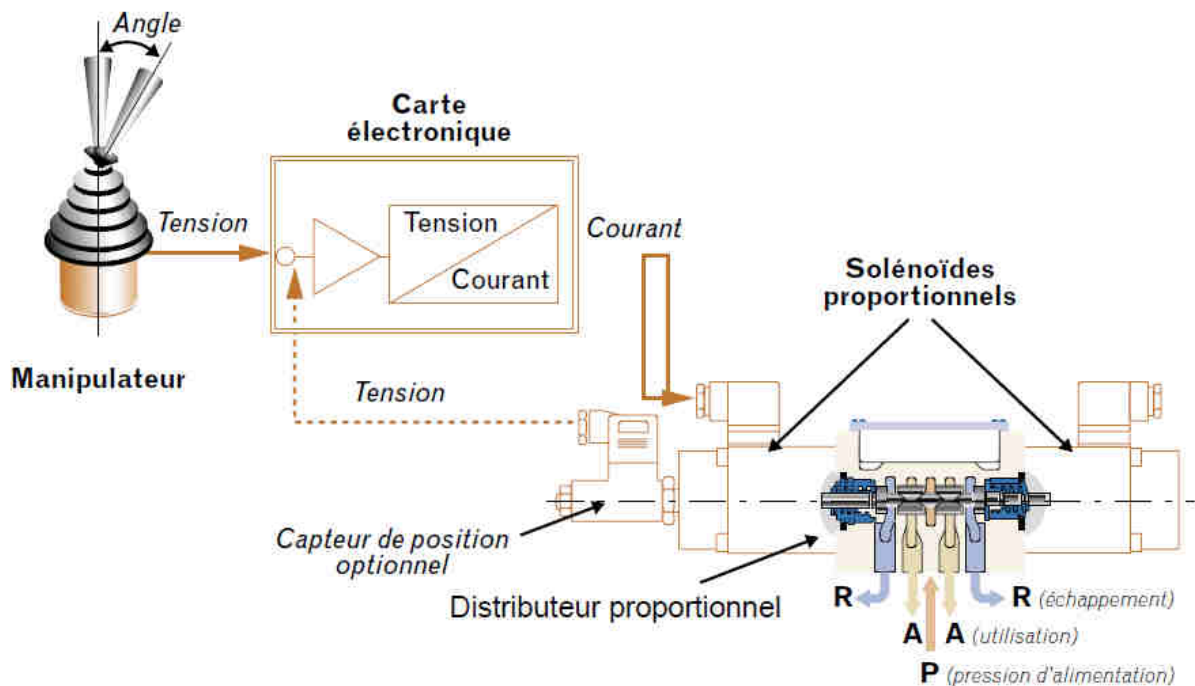 Angle
Carte
électronique
Tension
Tension
Courant
Courant
Solénoïdes
proportionnels
Manipulateur
Tension
Capteur de position
optionnel
Distributeur proportionnel
R
R (échappement)
A
A (utilisation)
P (pression d'alimentation)